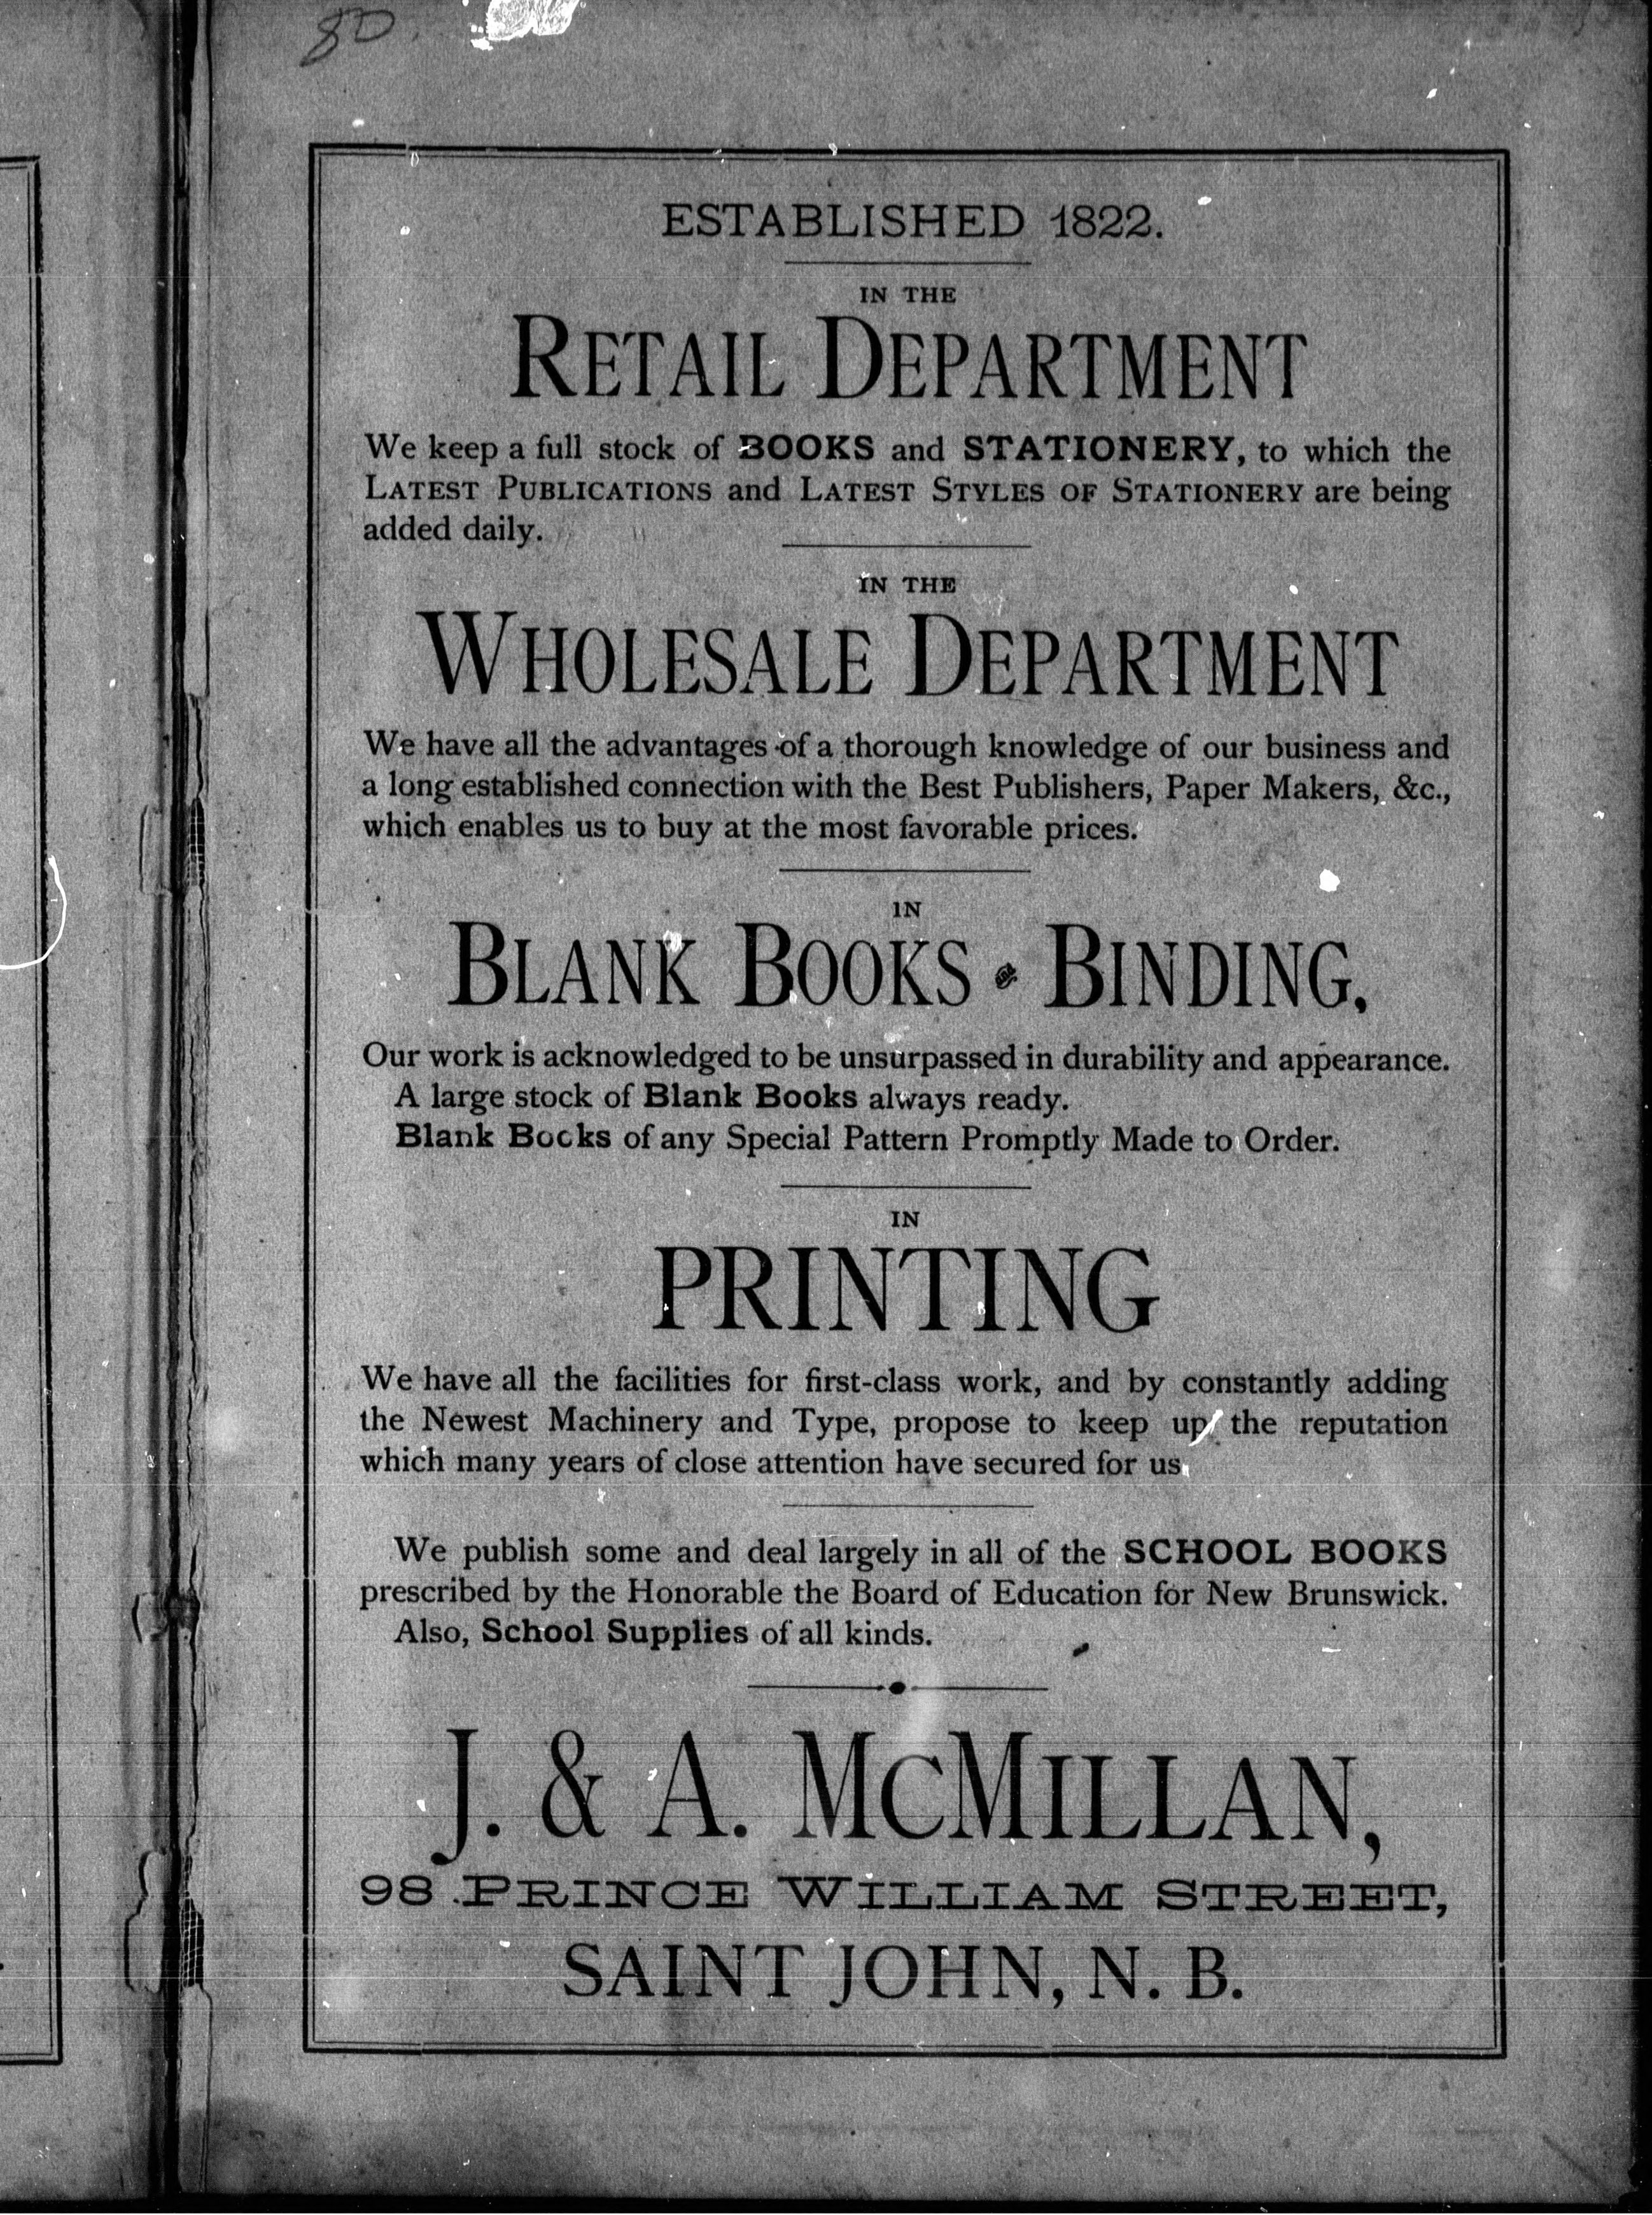 80.
ESTABLISHED 1822.
IN THE
RETAIL DEPARTMENT
We keep a full stock of BOOKS and STATIONERY, to which the
LATEST PUBLICATIONS and LATEST STYLES OF STATIONERY are being
added daily.
IN THE
WHOLESALE DEPARTMENT
We have all the advantages of a thorough knowledge of our business and
a long established connection with the Best Publishers, Paper Makers, &c.,
which enables us to buy at the most favorable prices.
IN
BLANK BOOKS & BINDING,
Our work is acknowledged to be unsurpassed in durability and appearance.
A large stock of Blank Books always ready.
Blank Books of any Special Pattern Promptly Made to Order.
IN
PRINTING
We have all the facilities for first-class work, and by constantly adding
the Newest Machinery and Type, propose to keep up the reputation
which many years of close attention have secured for us.
We publish some and deal largely in all of the SCHOOL BOOKS
prescribed by the Honorable the Board of Education for New Brunswick.
Also, School Supplies of all kinds.
J. & A. MCMILLAN,
98 PRINCE WILLIAM STREET,
SAINT JOHN, N. B.